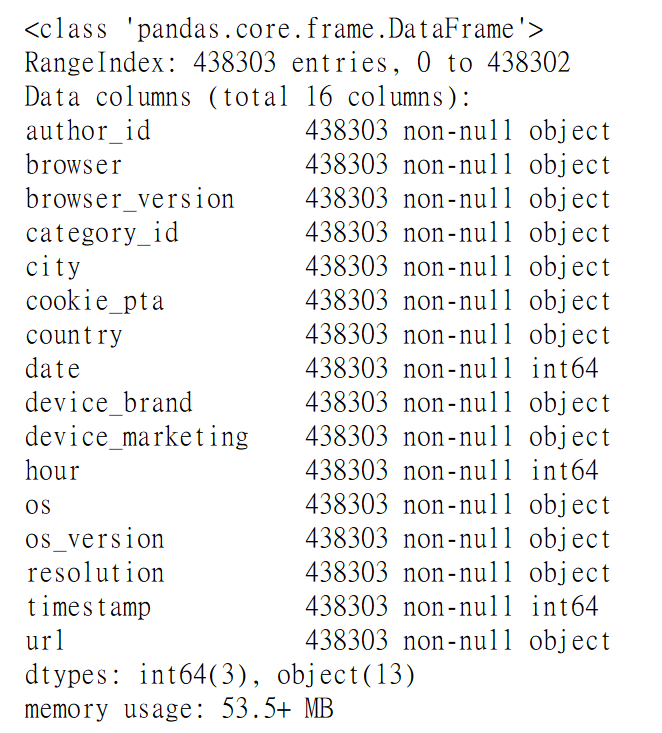 <class 'pandas.core.frame.DataFrame'>
RangeIndex: 438303 entries, 0 to 438302
Data columns (total 16 columns):
author_id 438303 non-null object
browser 438303 non-null object
browser_version 438303 non-null object
category_id 438303 non-null object
city 438303 non-null object
cookie_pta 438303 non-null object
country 438303 non-null object
date 438303 non-null int64
device_brand 438303 non-null object
device_marketing 438303 non-null object
hour 438303 non-null int64
os 438303 non-null object
os_version 438303 non-null object
resolution 438303 non-null object
timestamp 438303 non-null int64
url 438303 non-null object
dtypes: int64(3), object(13)
memory usage: 53.5+ MB